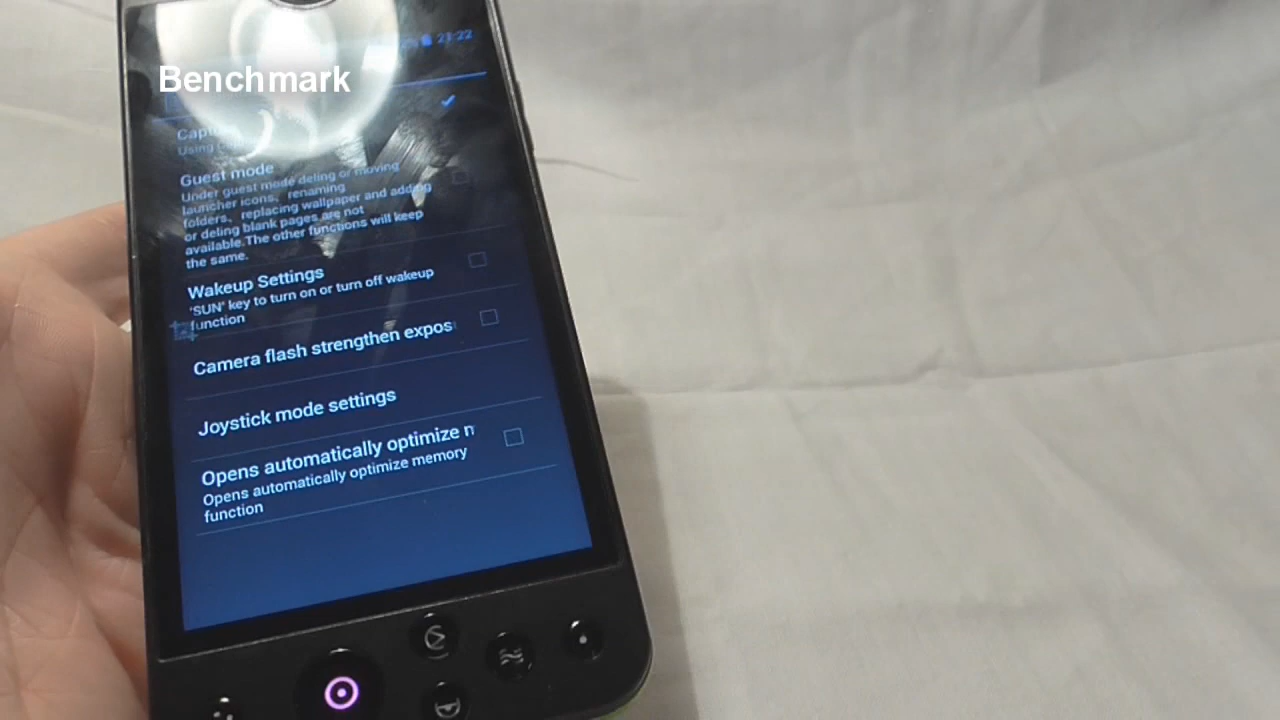 21:22
Benchmark
Using
Guest mode
Under guest mode deling or moving
launcher icons、renaming
folders、replacing wallpaper and adding
or deling blank pages are not
available.The other functions will keep
the same.
Wakeup Settings
'SUN' key to turn on or turn off wakeup
function
Camera flash strengthen expos
Joystick mode settings
Opens automatically optimize
Opens automatically optimize memory
function